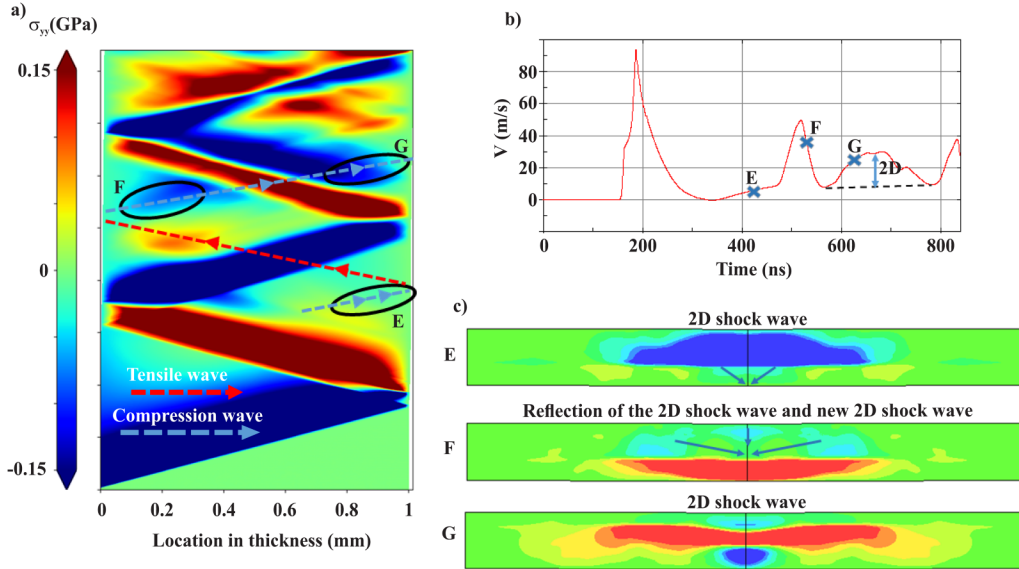 a)
σyy(GPa)
0.15
0
-0.15
F
G
E
Tensile wave
Compression wave
0 0.2 0.4 0.6 0.8 1
Location in thickness (mm)
b)
V (m/s)
100
80
60
40
20
0
E
F
G
2D
0 200 400 600 800
Time (ns)
c)
2D shock wave
E
Reflection of the 2D shock wave and new 2D shock wave
F
2D shock wave
G